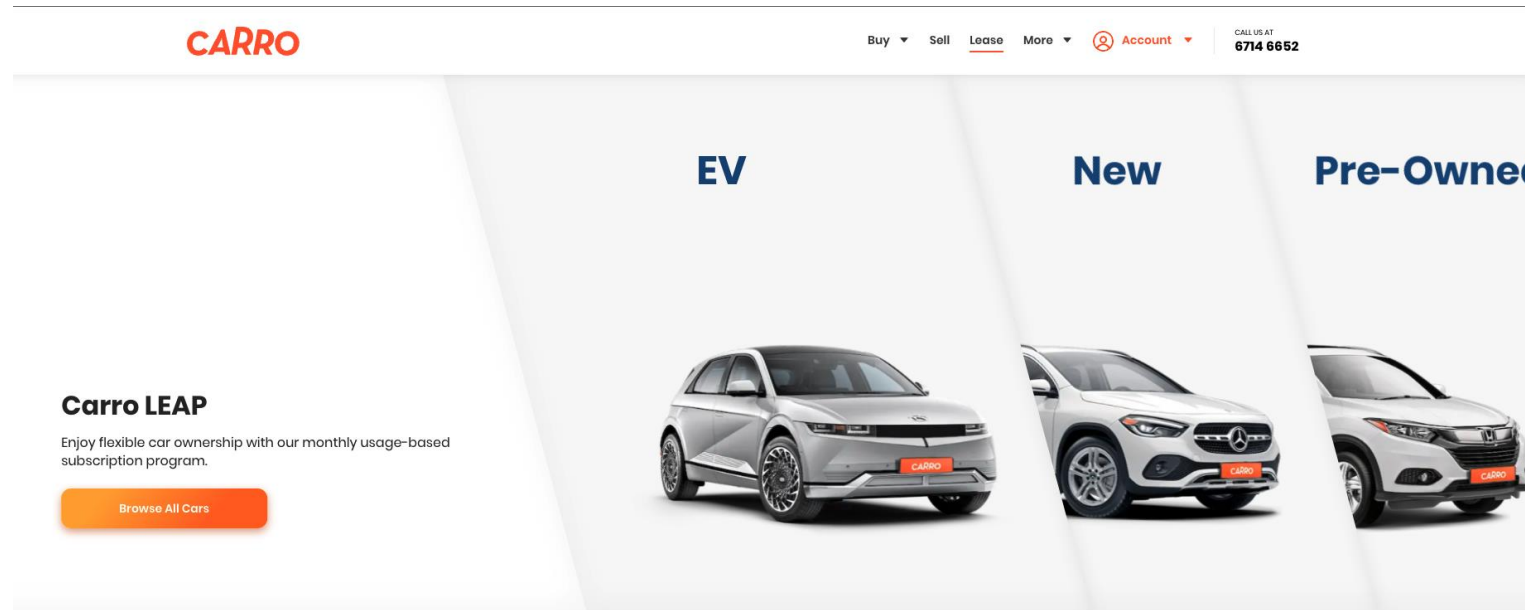 CARRO
Buy
Sell
Lease
More
Account
CALL US AT
6714 6652
EV
New
Pre-Owne
Carro LEAP
Enjoy flexible car ownership with our monthly usage-based
subscription program.
Browse All Cars
CARRO
CARRO
CARRO